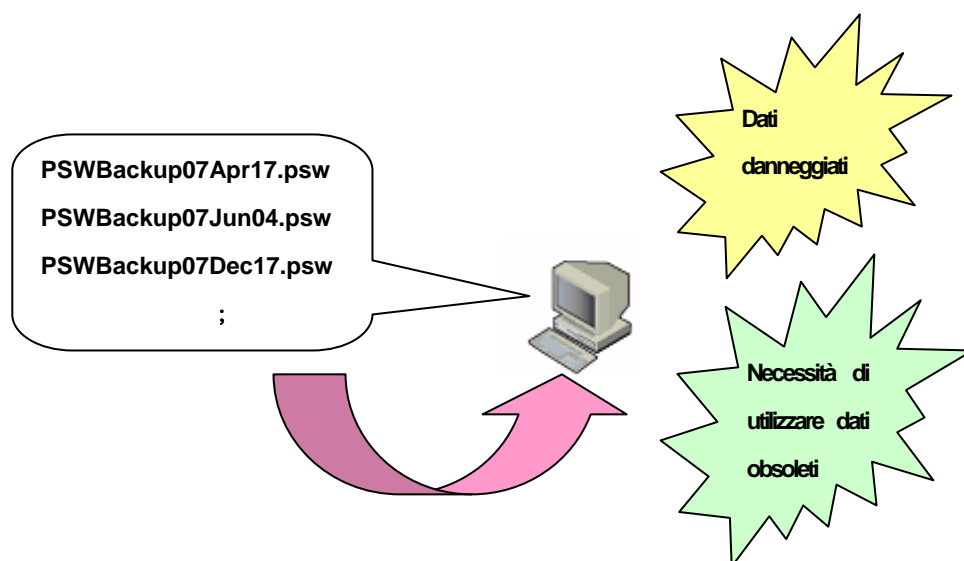 PSWBackup07Apr17.psw
PSWBackup07Jun04.psw
PSWBackup07Dec17.psw
;
Dati
danneggiati
Necessità di
utilizzare dati
obsoleti